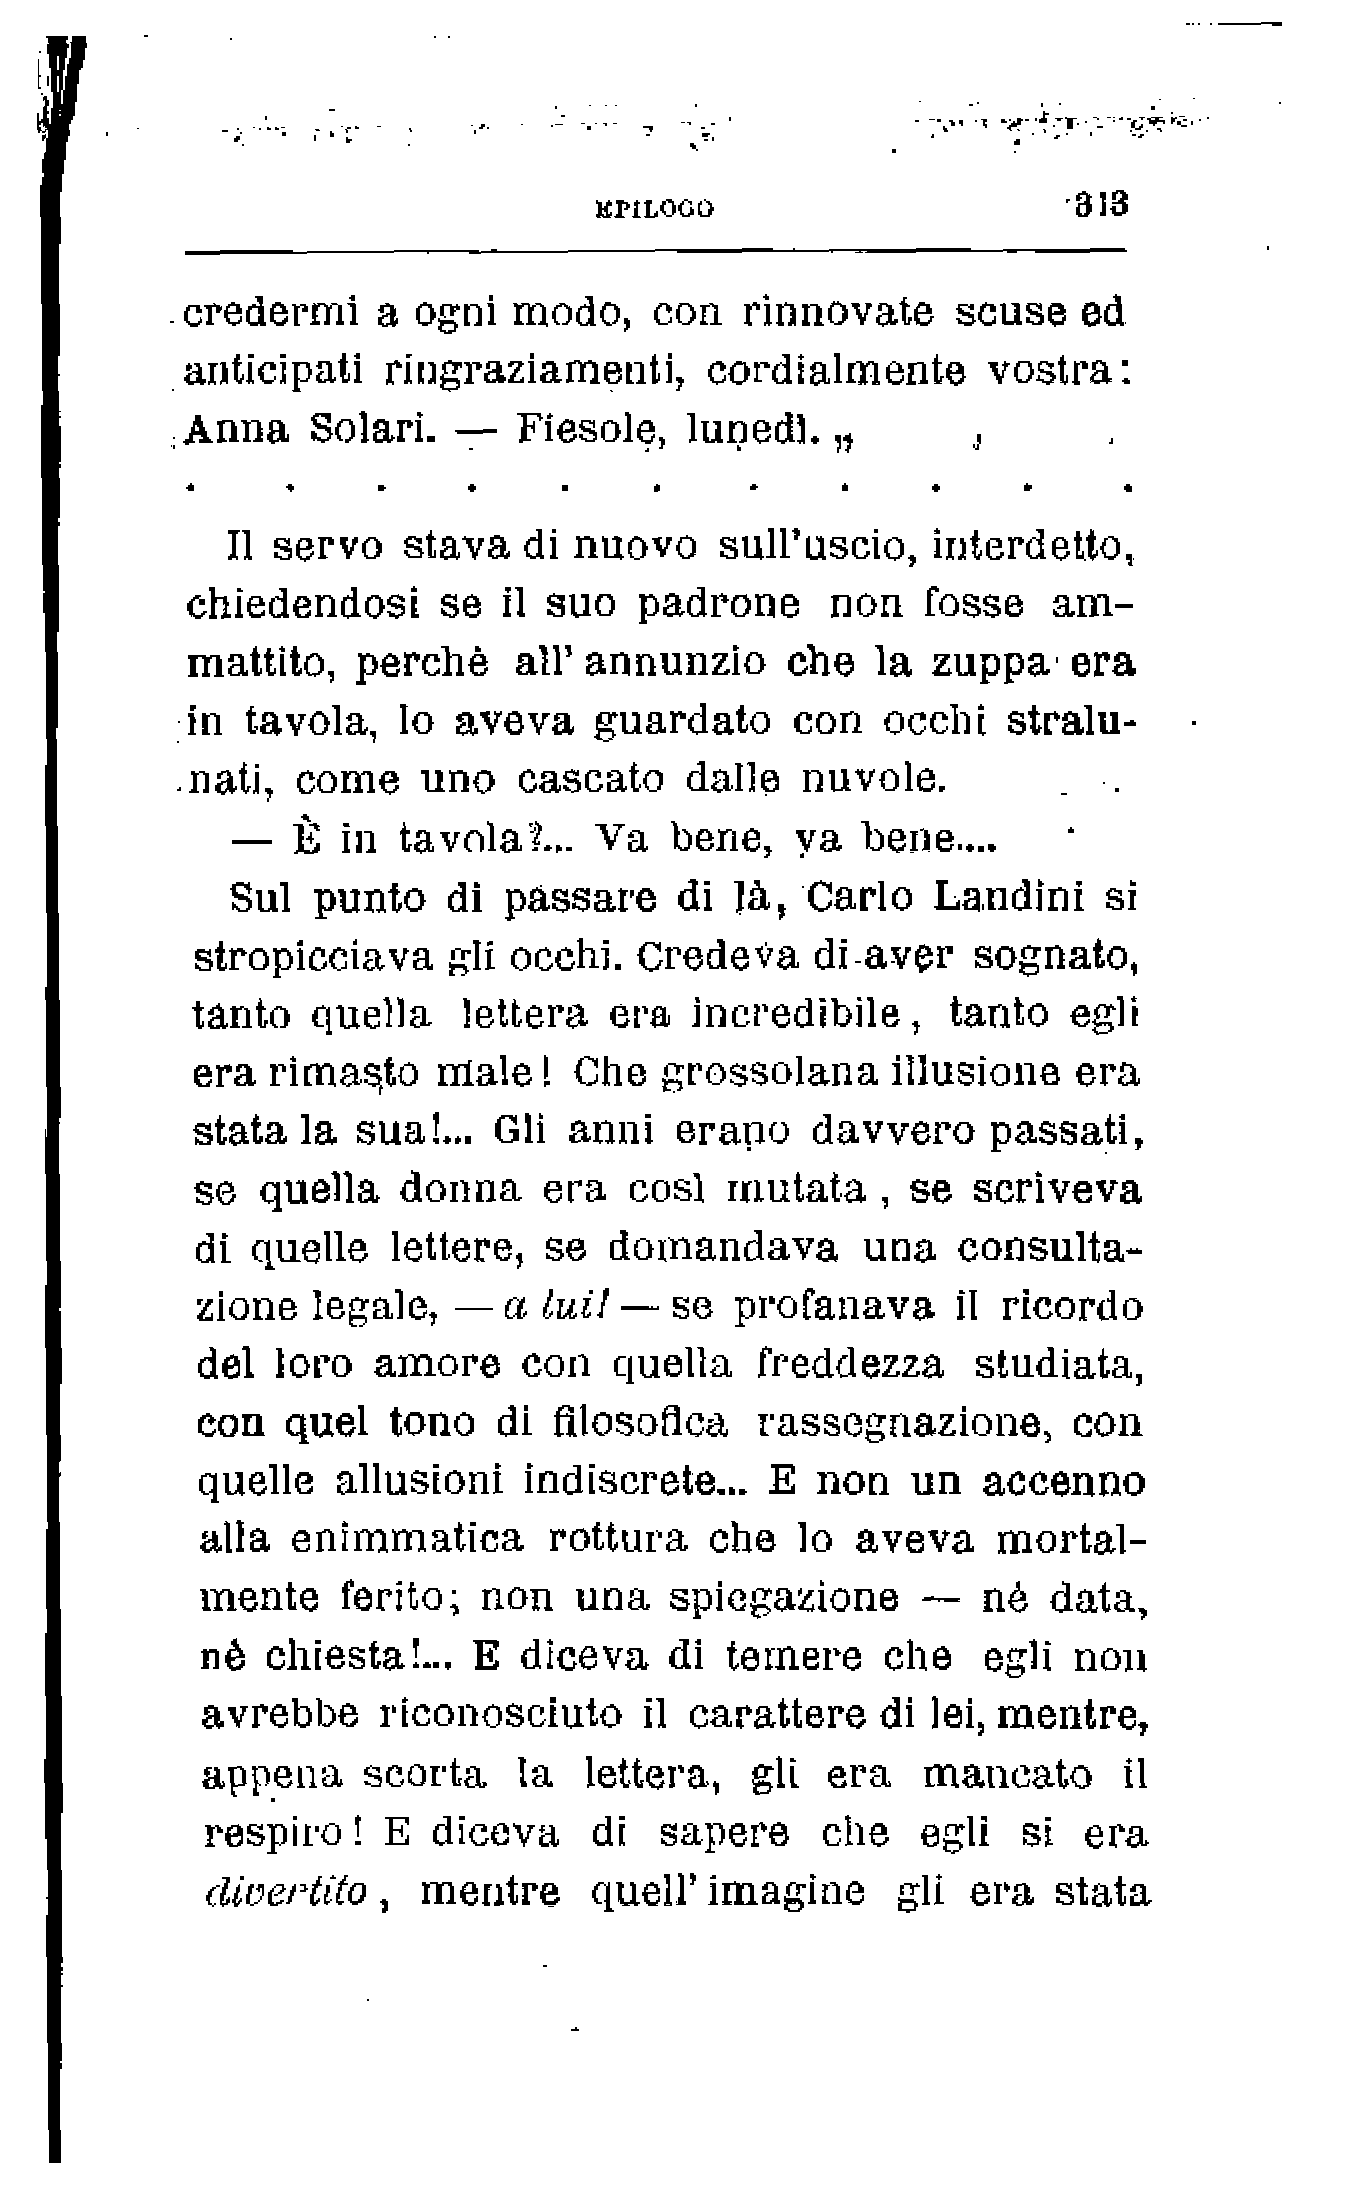 EPILOGO 313
credermi a ogni modo, con rinnovate scuse ed
anticipati ringraziamenti, cordialmente vostra:
Anna Solari. — Fiesole, lunedì. „
. . . . . . . . . . .
Il servo stava di nuovo sull'uscio, interdetto,
chiedendosi se il suo padrone non fosse am-
mattito, perchè all' annunzio che la zuppa era
in tavola, lo aveva guardato con occhi stralu-
nati, come uno cascato dalle nuvole.
— È in tavola?... Va bene, va bene....
Sul punto di passare di là, Carlo Landini si
stropicciava gli occhi. Credeva di aver sognato,
tanto quella lettera era incredibile, tanto egli
era rimasto male! Che grossolana illusione era
stata la sua!... Gli anni erano davvero passati,
se quella donna era così mutata, se scriveva
di quelle lettere, se domandava una consulta-
zione legale, — a lui! — se profanava il ricordo
del loro amore con quella freddezza studiata,
con quel tono di filosofica rassegnazione, con
quelle allusioni indiscrete... E non un accenno
alla enimmatica rottura che lo aveva mortal-
mente ferito; non una spiegazione — nè data,
nè chiesta!... E diceva di temere che egli non
avrebbe riconosciuto il carattere di lei, mentre,
appena scorta la lettera, gli era mancato il
respiro! E diceva di sapere che egli si era
divertito, mentre quell' imagine gli era stata